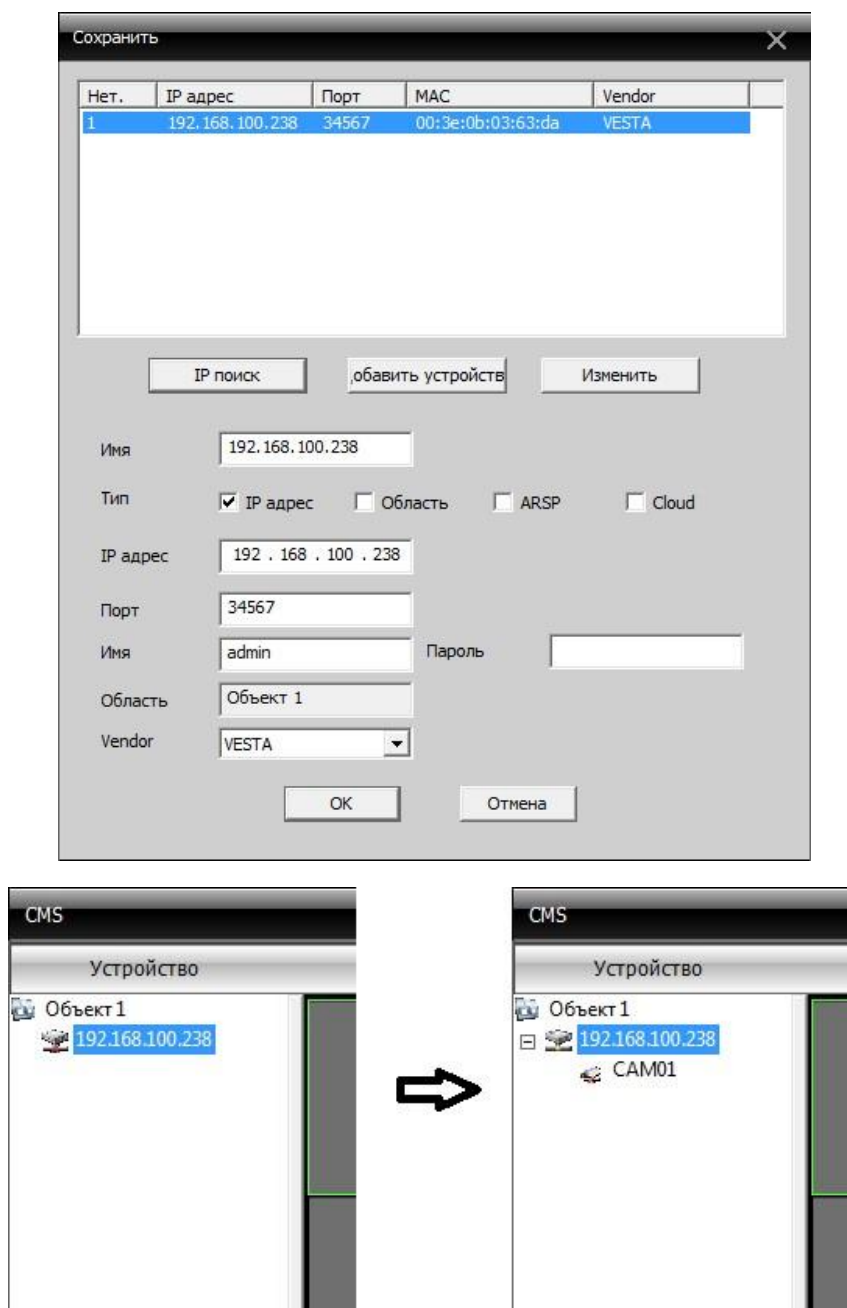 Сохранить
Нет. IP адрес Порт MAC Vendor
1 192.168.100.238 34567 00:3e:0b:03:63:da VESTA
IP поиск обавить устройств Изменить
Имя 192.168.100.238
Тип IP адрес Область ARSP Cloud
IP адрес 192 . 168 . 100 . 238
Порт 34567
Имя admin Пароль
Область Объект 1
Vendor VESTA
OK Отмена
CMS CMS
Устройство Устройство
Объект 1 Объект 1
192.168.100.238 192.168.100.238
CAM01